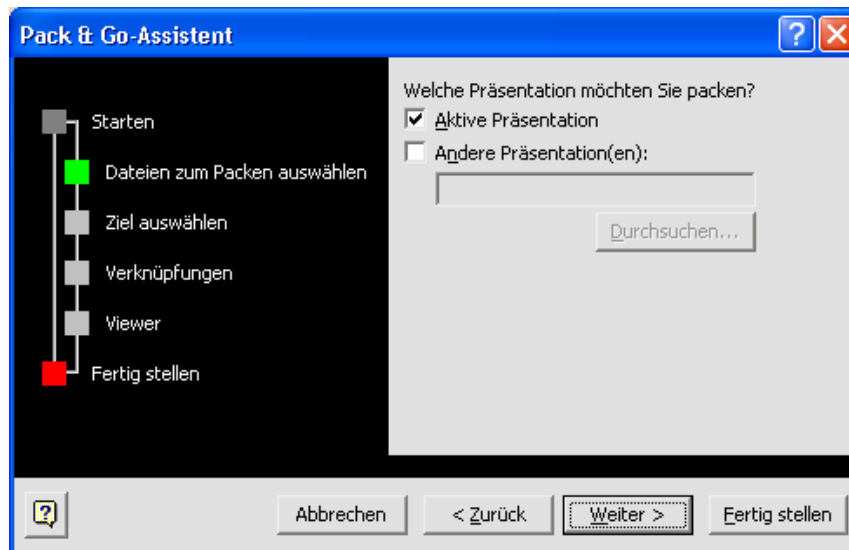 Pack & Go-Assistent
Starten
Dateien zum Packen auswählen
Ziel auswählen
Verknüpfungen
Viewer
Fertig stellen
Welche Präsentation möchten Sie packen?
Aktive Präsentation
Andere Präsentation(en):
Durchsuchen...
Abbrechen
< Zurück
Weiter >
Fertig stellen